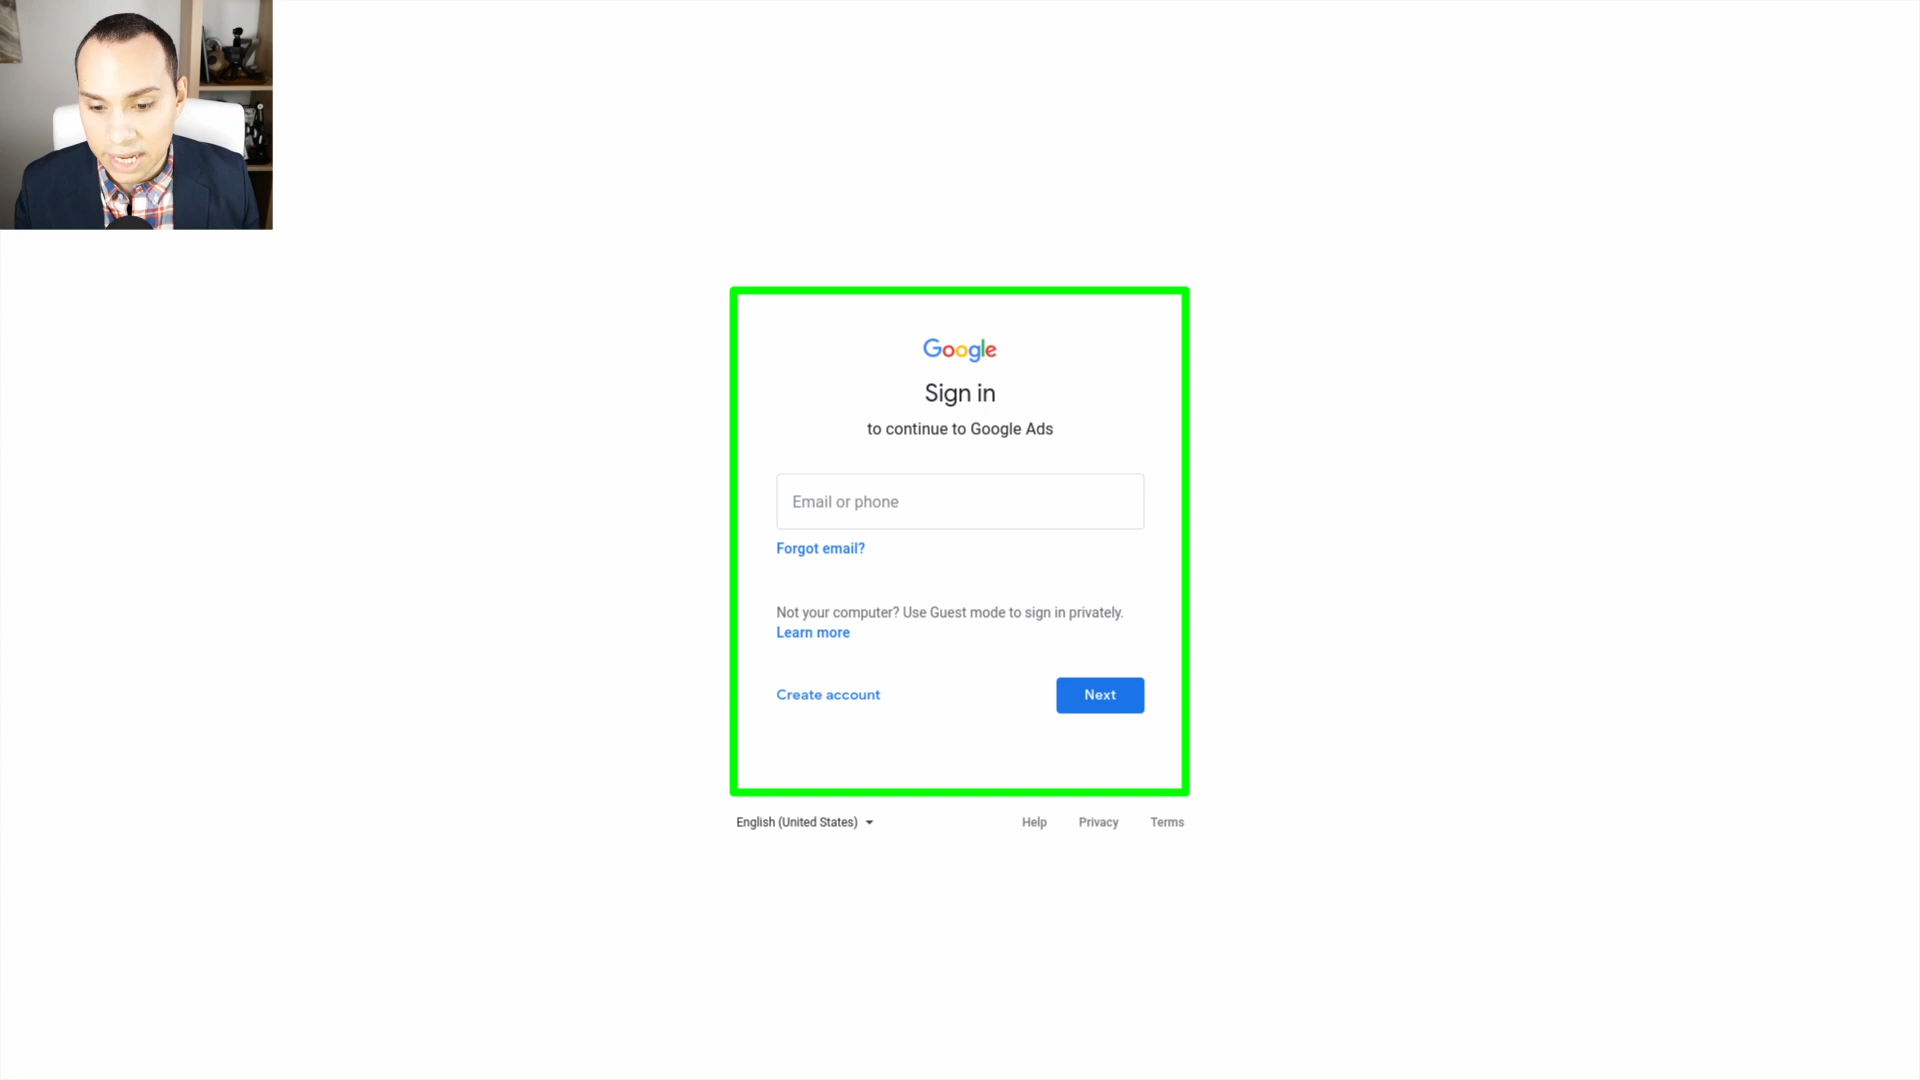 Google
Sign in
to continue to Google Ads
Email or phone
Forgot email?
Not your computer? Use Guest mode to sign in privately.
Learn more
Create account
Next
English (United States)
Help
Privacy
Terms